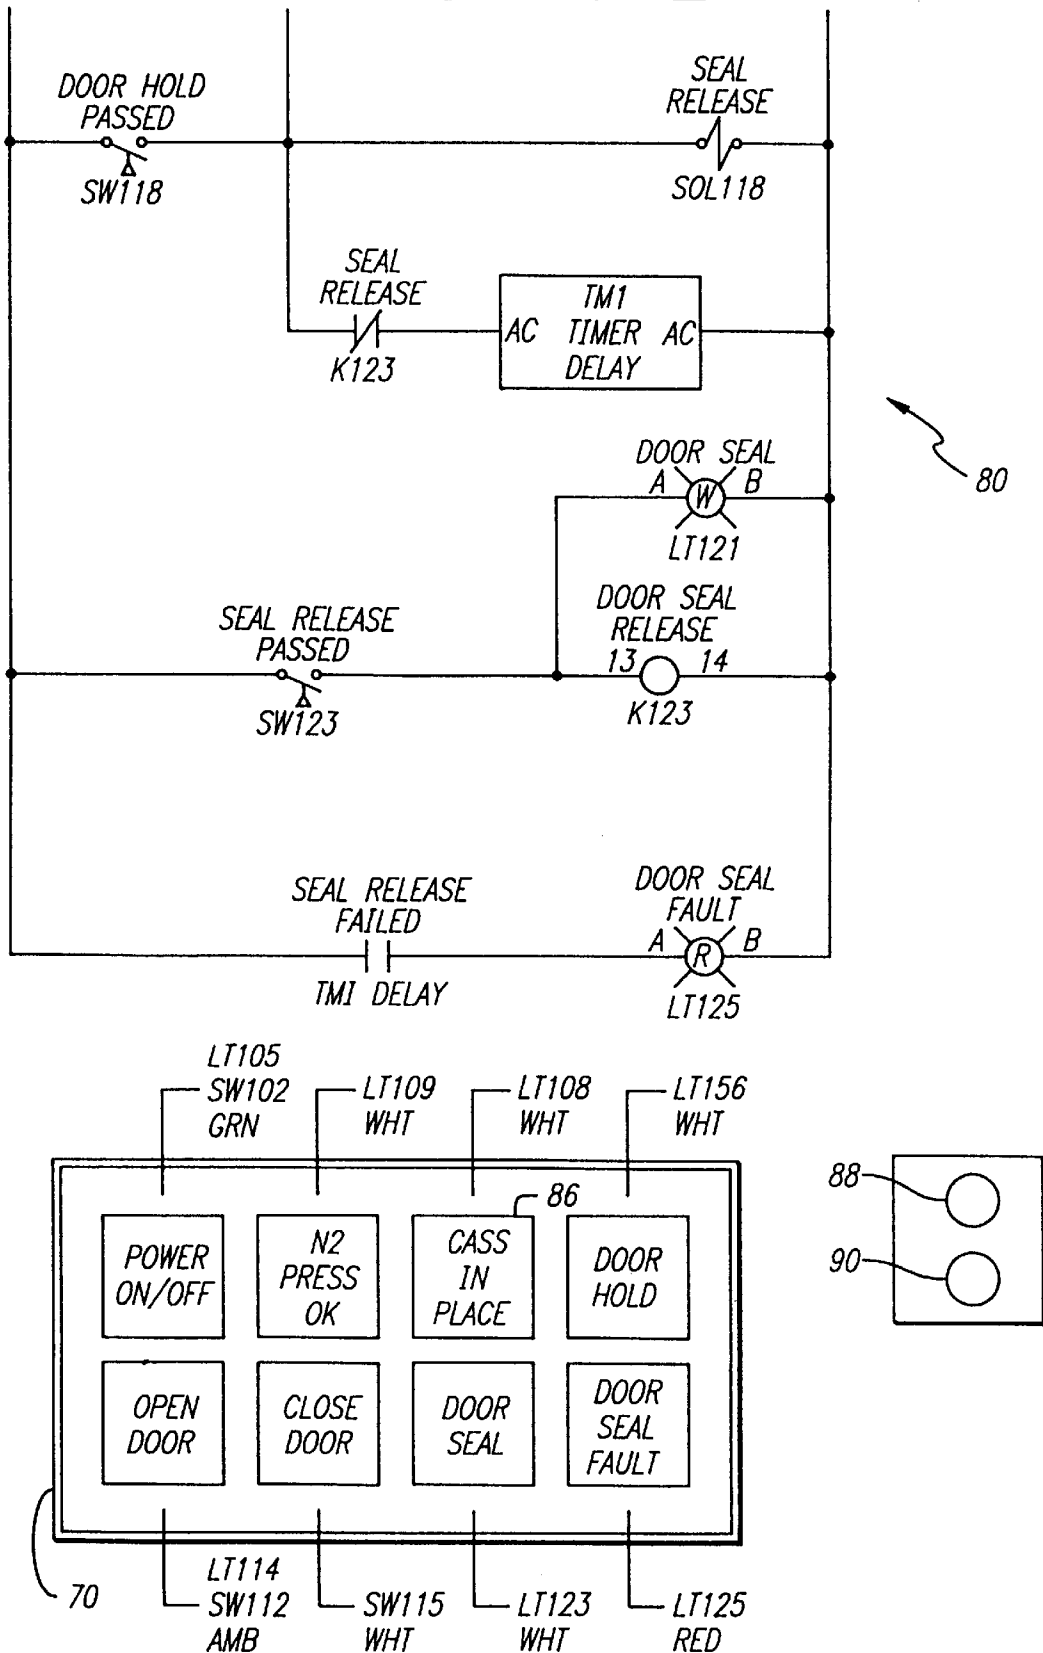 DOOR HOLD
PASSED
SW118
SEAL
RELEASE
SOL118
SEAL
RELEASE
K123
AC
TM1
TIMER
DELAY
AC
80
DOOR SEAL
A
W
B
LT121
SEAL RELEASE
PASSED
SW123
DOOR SEAL
RELEASE
13
14
K123
SEAL RELEASE
FAILED
TMI DELAY
DOOR SEAL
FAULT
A
R
B
LT125
LT105
SW102
GRN
LT109
WHT
LT108
WHT
LT156
WHT
86
POWER
ON/OFF
N2
PRESS
OK
CASS
IN
PLACE
DOOR
HOLD
OPEN
DOOR
CLOSE
DOOR
DOOR
SEAL
DOOR
SEAL
FAULT
88
90
70
LT114
SW112
AMB
SW115
WHT
LT123
WHT
LT125
RED